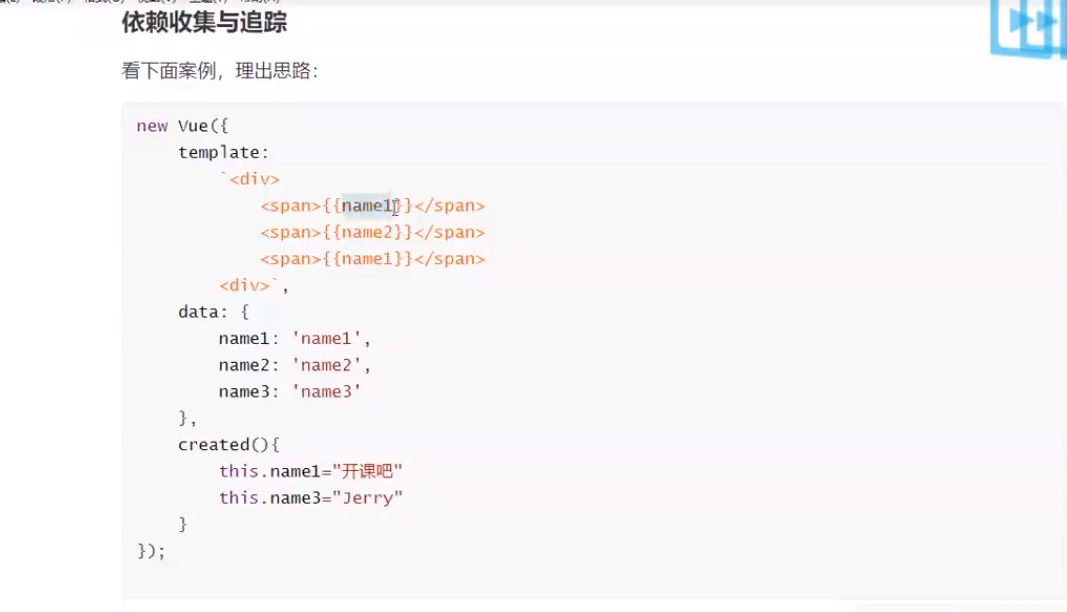 依赖收集与追踪
看下面案例，理出思路：
new Vue({
template:
`<div>
<span>{{name1}}</span>
<span>{{name2}}</span>
<span>{{name1}}</span>
<div>`,
data: {
name1: 'name1',
name2: 'name2',
name3: 'name3'
},
created(){
this.name1="开课吧"
this.name3="Jerry"
}
});